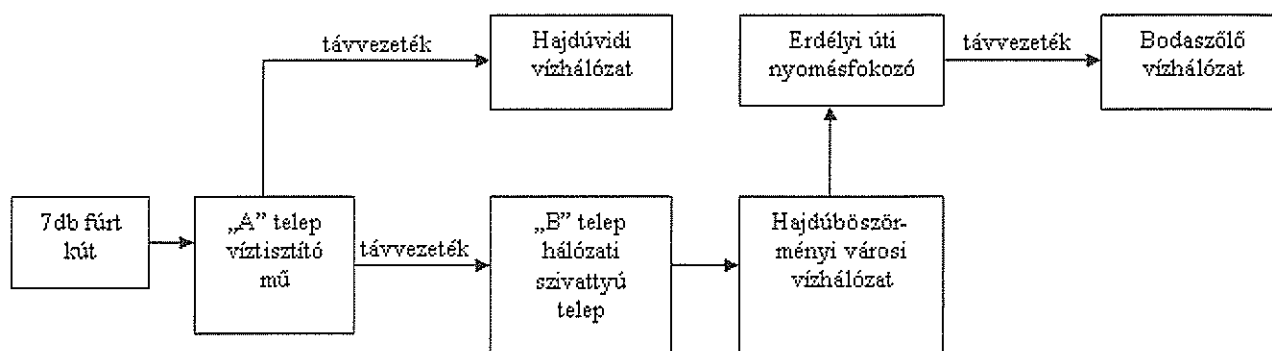 távvezeték
Hajdúvidi
vízhálózat
Erdélyi úti
nyomásfokozó
távvezeték
Bodaszőlő
vízhálózat
7db fúrt
kút
„A” telep
víztisztító
mű
távvezeték
„B” telep
hálózati
szivattyú
telep
Hajdúböször-
ményi városi
vízhálózat